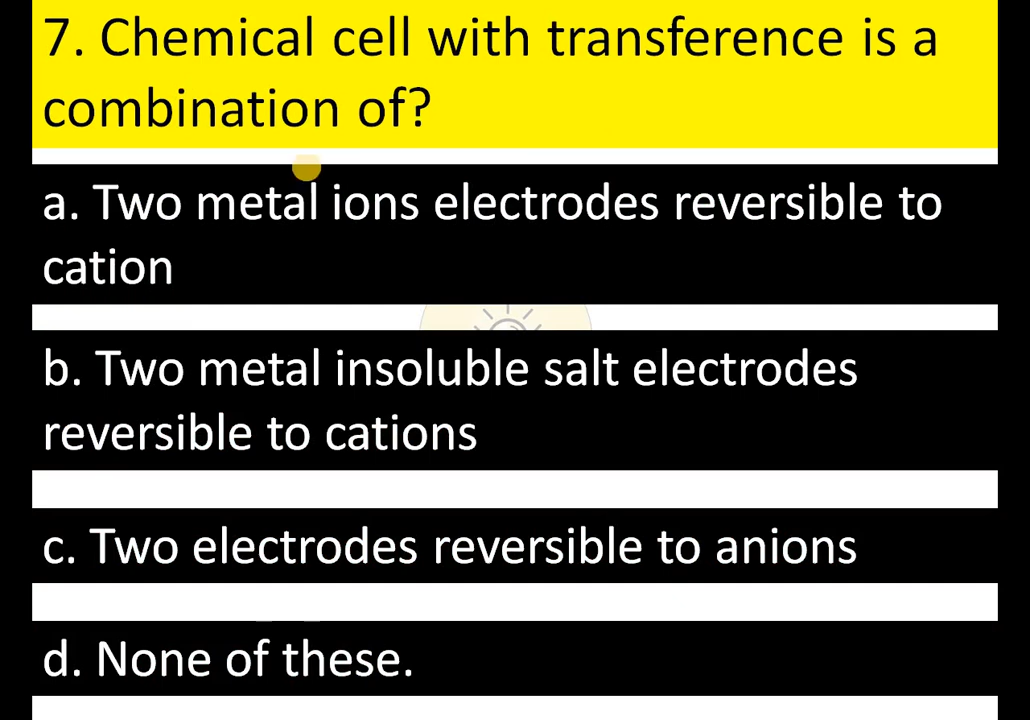 7. Chemical cell with transference is a
combination of?
a. Two metal ions electrodes reversible to
cation
b. Two metal insoluble salt electrodes
reversible to cations
c. Two electrodes reversible to anions
d. None of these.